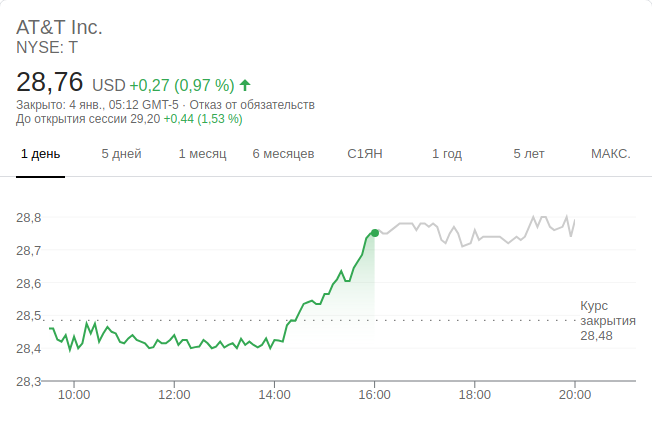 AT&T Inc.
NYSE: T
28,76 USD +0,27 (0,97 %)
Закрыто: 4 янв., 05:12 GMT-5 · Отказ от обязательств
До открытия сессии 29,20 +0,44 (1,53 %)
1 день 5 дней 1 месяц 6 месяцев С1ЯН 1 год 5 лет МАКС.
28,8
28,7
28,6
28,5
28,4
28,3
Курс
закрытия
28,48
10:00 12:00 14:00 16:00 18:00 20:00